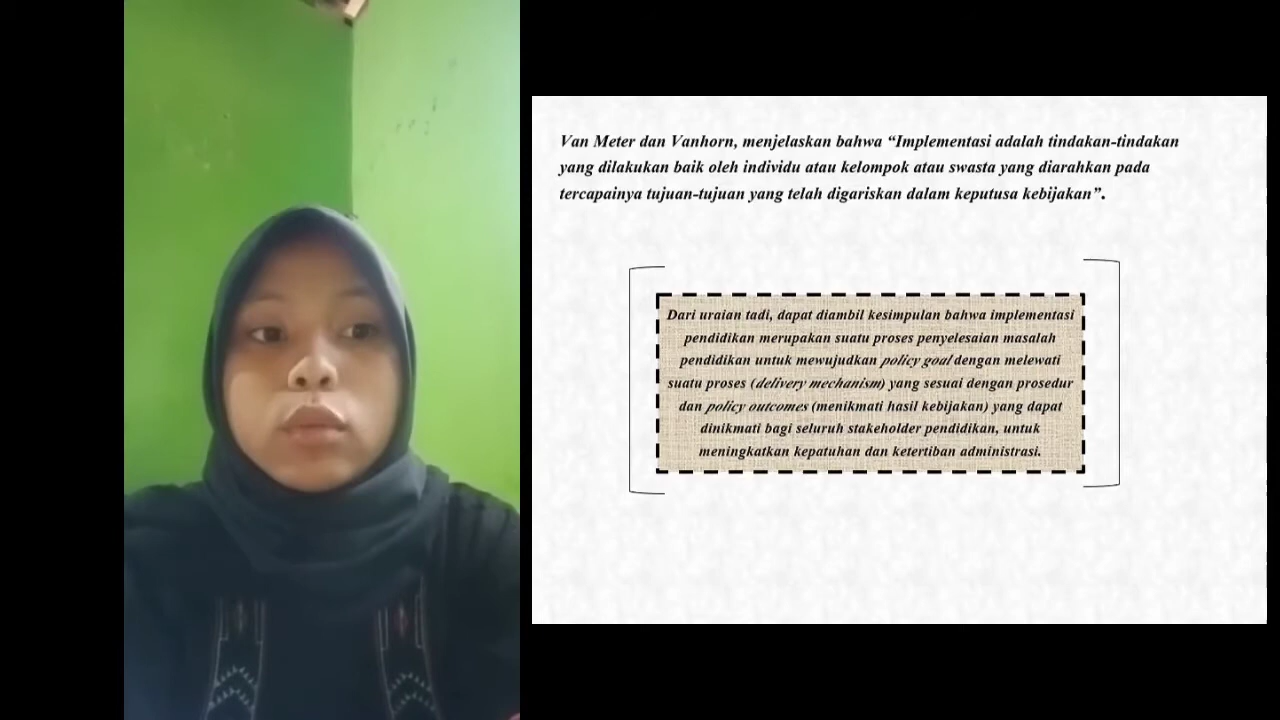 Van Meter dan Vanhorn, menjelaskan bahwa “Implementasi adalah tindakan-tindakan
yang dilakukan baik oleh individu atau kelompok atau swasta yang diarahkan pada
tercapainya tujuan-tujuan yang telah digariskan dalam keputusa kebijakan”.
Dari uraian tadi, dapat diambil kesimpulan bahwa implementasi
pendidikan merupakan suatu proses penyelesaian masalah
pendidikan untuk mewujudkan policy goal dengan melewati
suatu proses (delivery mechanism) yang sesuai dengan prosedur
dan policy outcomes (menikmati hasil kebijakan) yang dapat
dinikmati bagi seluruh stakeholder pendidikan, untuk
meningkatkan kepatuhan dan ketertiban administrasi.